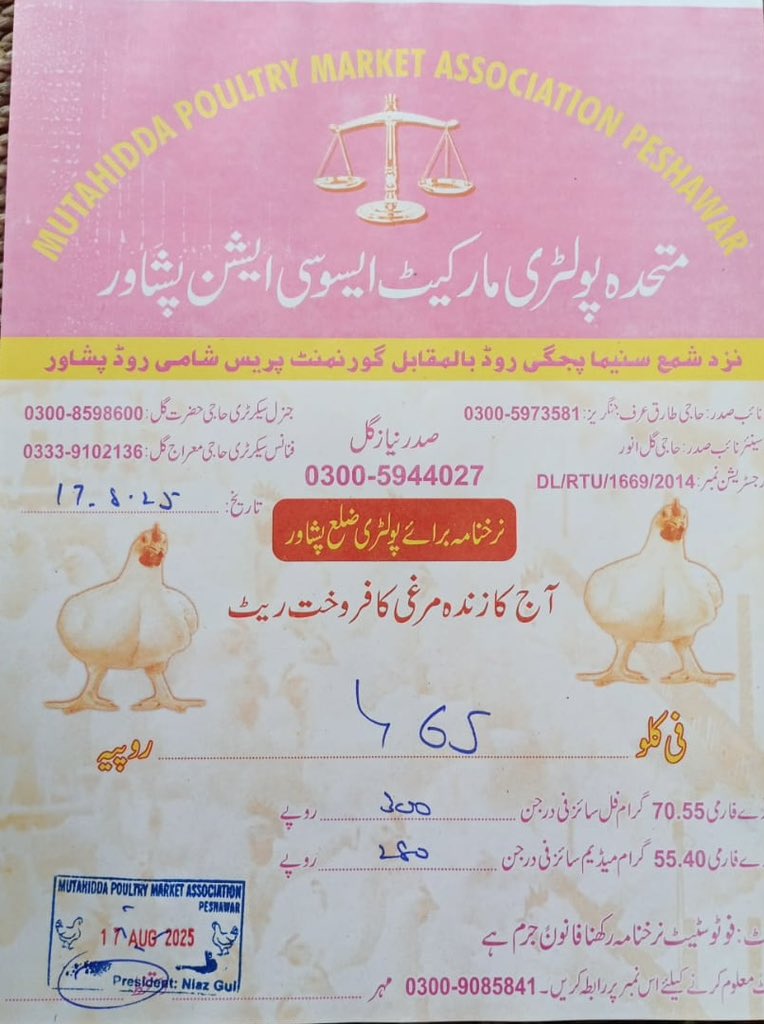 MUTAHIDDA POULTRY MARKET ASSOCIATION PESHAWAR
متحدہ پولٹری مارکیٹ ایسوسی ایشن پشاور
نزد شمع سنیما پجگی روڈ بالمقابل گورنمنٹ پریس شامی روڈ پشاور
نائب صدر: حاجی طارق عرف جنگریز: 0300-5973581
جنرل سیکرٹری حاجی حضرت گل: 0300-8598600
سینئر نائب صدر: حاجی گل انور
صدر نیاز گل
فنانس سیکرٹری حاجی معراج گل: 0333-9102136
رجسٹریشن نمبر: DL/RTU/1669/2014
0300-5944027
تاریخ: 17.8.25
نرخنامہ برائے پولٹری ضلع پشاور
آج کا زندہ مرغی کا فروخت ریٹ
فی کلو 465 روپیہ
ے فارمی 70.55 گرام فل سائز فی درجن 300 روپے
ے فارمی 55.40 گرام میڈیم سائز فی درجن 280 روپے
MUTAHIDDA POULTRY MARKET ASSOCIATION
PESHAWAR
17 AUG 2025
President: Niaz Gul
ٹ: فوٹوسٹیٹ نرخنامہ رکھنا قانوناً جرم ہے
معلوم کرنے کیلئے اس نمبر پر رابطہ کریں۔ 0300-9085841 مہر